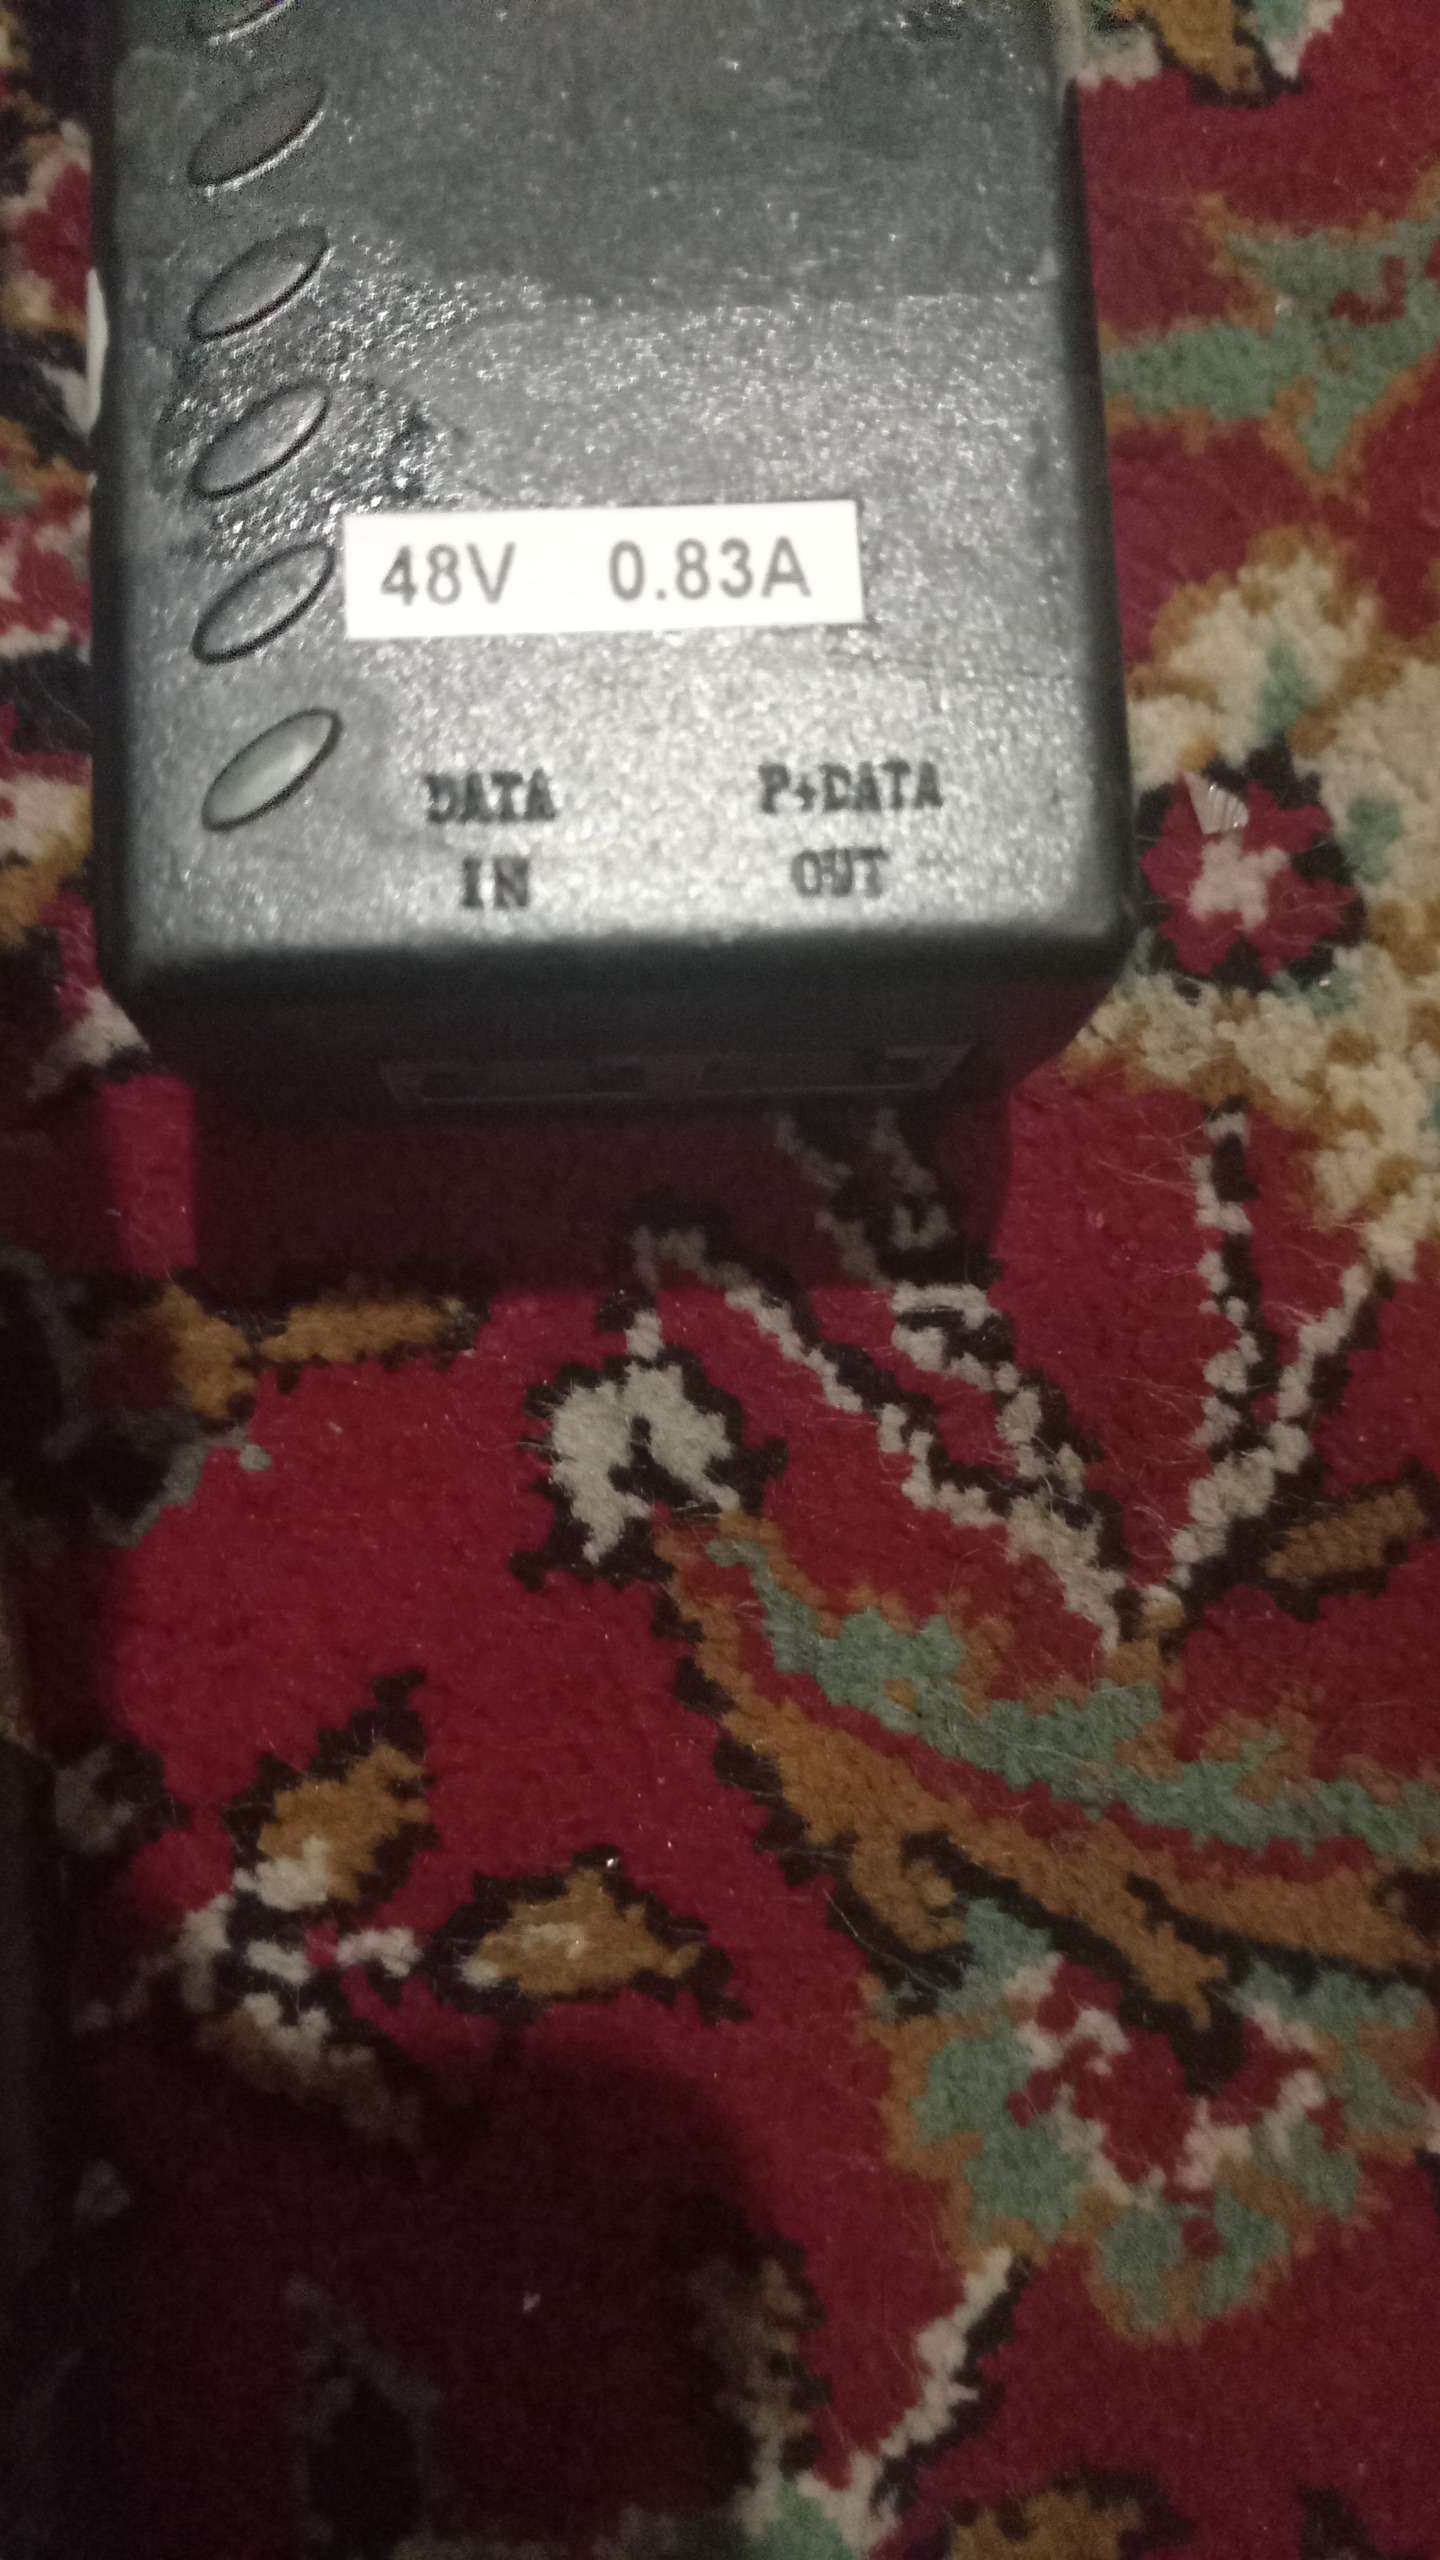 48V 0.83A
DATA P+DATA
IN OUT